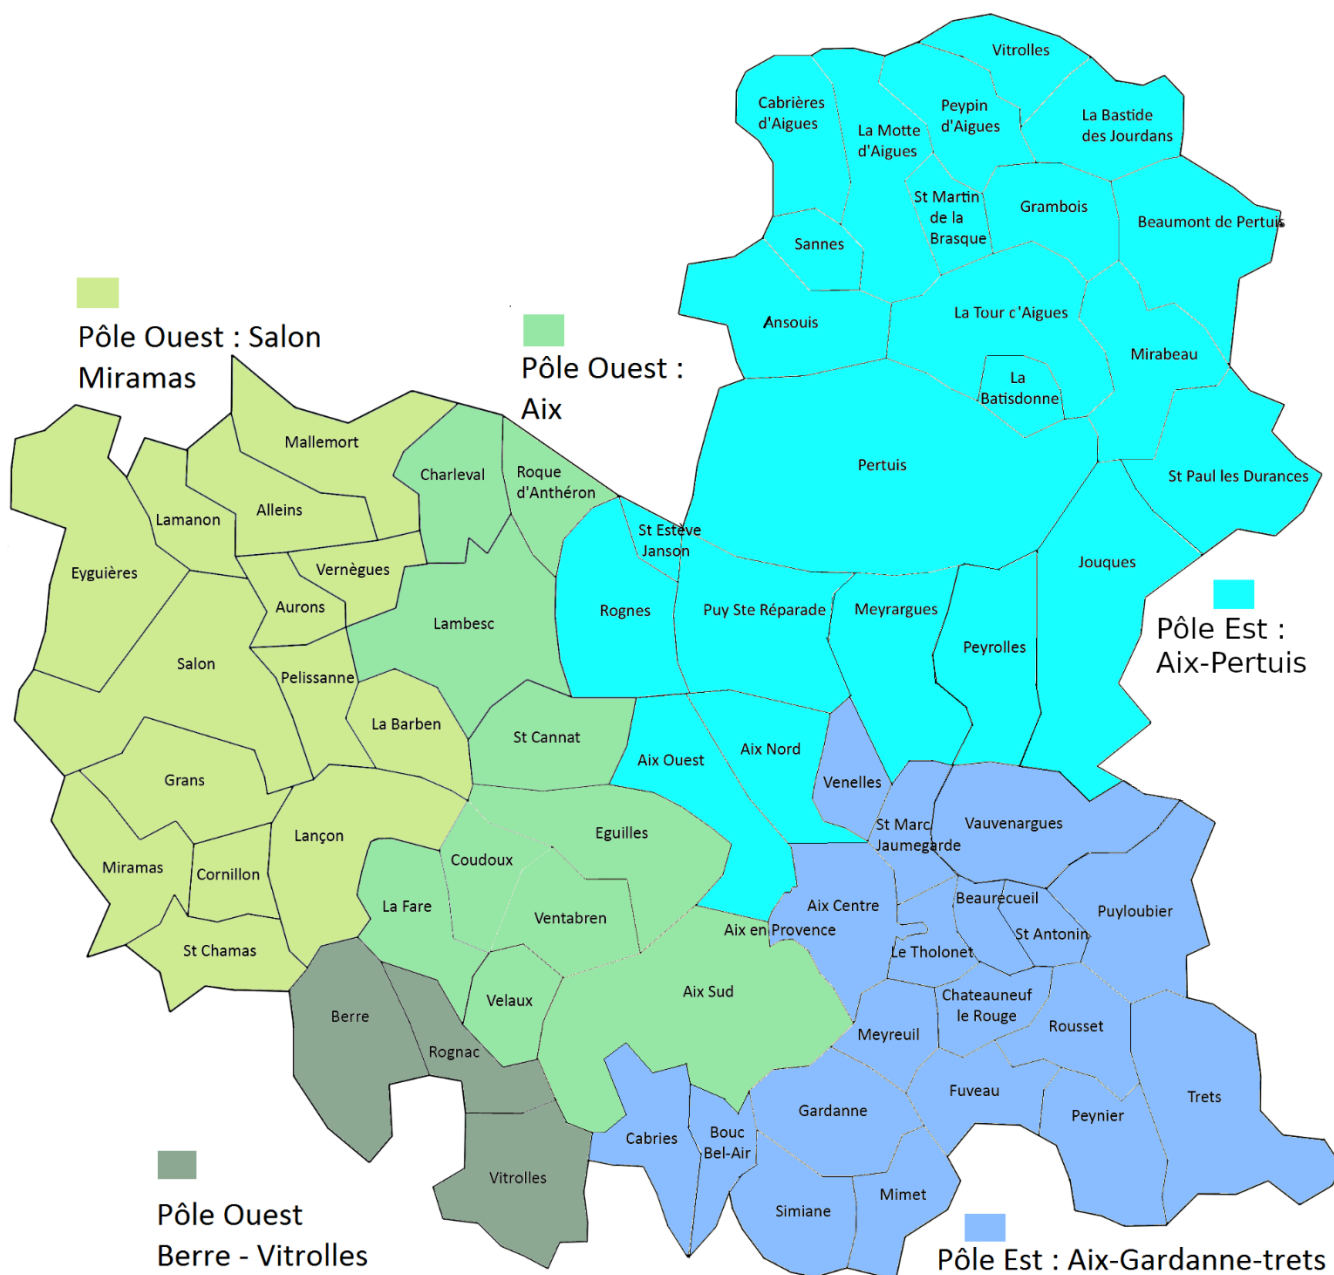 Vitrolles
Cabrières
d'Aigues
Peypin
d'Aigues
La Motte
d'Aigues
La Bastide
des Jourdans
St Martin
de la
Brasque
Grambois
Beaumont de Pertuis
Sannes
Ansouis
La Tour d'Aigues
Mirabeau
La
Batisdonne
Pôle Ouest : Salon
Miramas
Pôle Ouest :
Aix
Mallemort
Charleval
Roque
d'Anthéron
Pertuis
St Paul les Durances
Lamanon
Alleins
St Estève
Janson
Eyguières
Vernègues
Aurons
Lambesc
Rognes
Puy Ste Réparade
Meyrargues
Jouques
Peyrolles
Pôle Est :
Aix-Pertuis
Salon
Pelissanne
La Barben
St Cannat
Aix Ouest
Aix Nord
Venelles
Grans
Lançon
Eguilles
St Marc
Jaumegarde
Vauvenargues
Miramas
Cornillon
Coudoux
La Fare
Ventabren
Aix Centre
Beaurecueil
Puyloubier
St Chamas
Aix en Provence
St Antonin
Le Tholonet
Velaux
Aix Sud
Chateauneuf
le Rouge
Berre
Rognac
Meyreuil
Rousset
Gardanne
Fuveau
Peynier
Trets
Cabries
Bouc
Bel-Air
Vitrolles
Simiane
Mimet
Pôle Ouest
Berre - Vitrolles
Pôle Est : Aix-Gardanne-trets